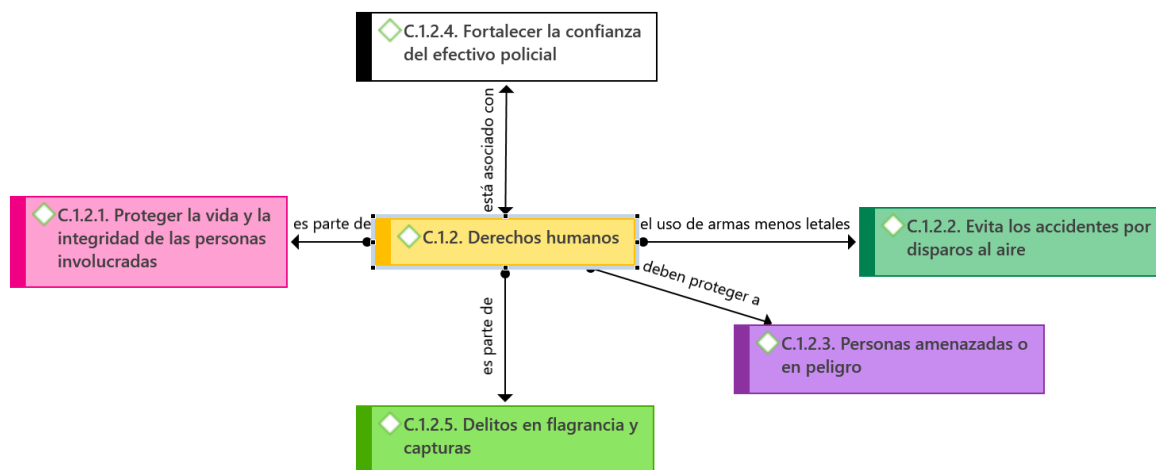 C.1.2.4. Fortalecer la confianza
del efectivo policial
está asociado con
C.1.2.1. Proteger la vida y la
integridad de las personas
involucradas
es parte de
C.1.2. Derechos humanos
el uso de armas menos letales
C.1.2.2. Evita los accidentes por
disparos al aire
deben proteger a
C.1.2.3. Personas amenazadas o
en peligro
es parte de
C.1.2.5. Delitos en flagrancia y
capturas